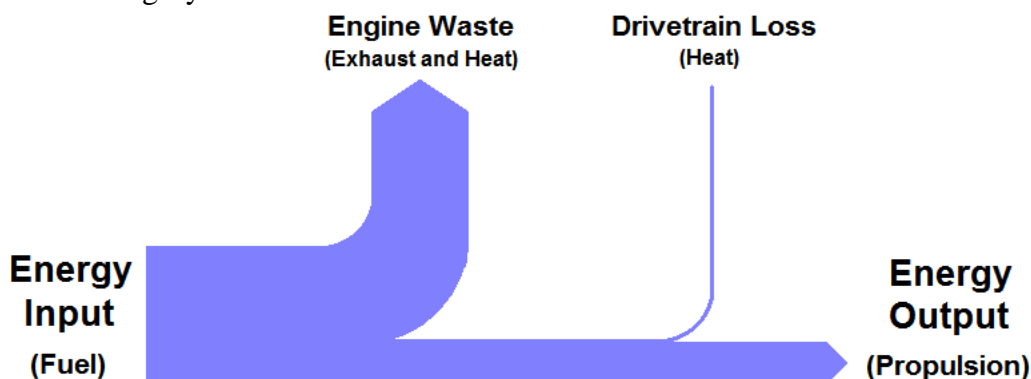 Engine Waste
(Exhaust and Heat)
Drivetrain Loss
(Heat)
Energy
Input
(Fuel)
Energy
Output
(Propulsion)